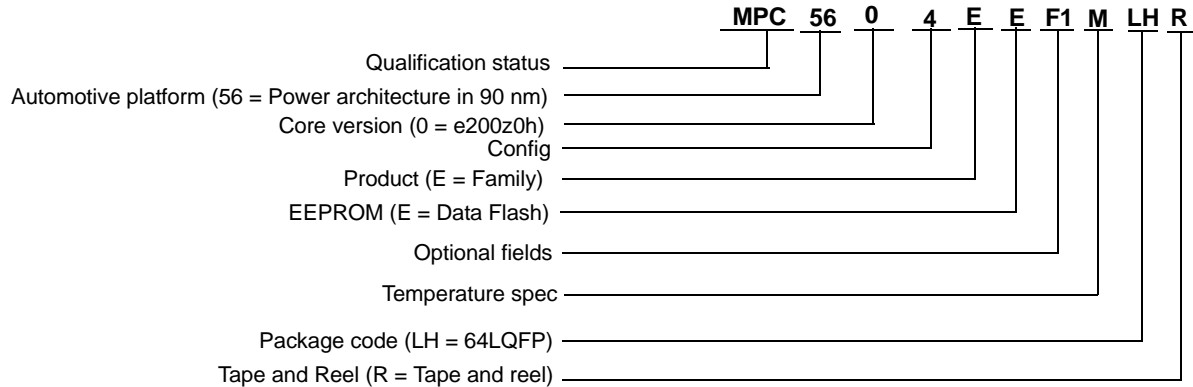 MPC 56 0 4 E E F1 M LH R
Qualification status
Automotive platform (56 = Power architecture in 90 nm)
Core version (0 = e200z0h)
Config
Product (E = Family)
EEPROM (E = Data Flash)
Optional fields
Temperature spec
Package code (LH = 64LQFP)
Tape and Reel (R = Tape and reel)